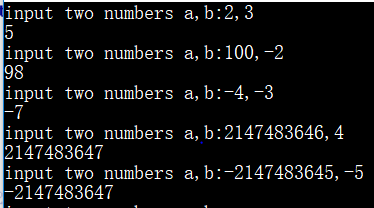 input two numbers a,b:2,3
5
input two numbers a,b:100,-2
98
input two numbers a,b:-4,-3
-7
input two numbers a,b:2147483646,4
2147483647
input two numbers a,b:-2147483645,-5
-2147483647